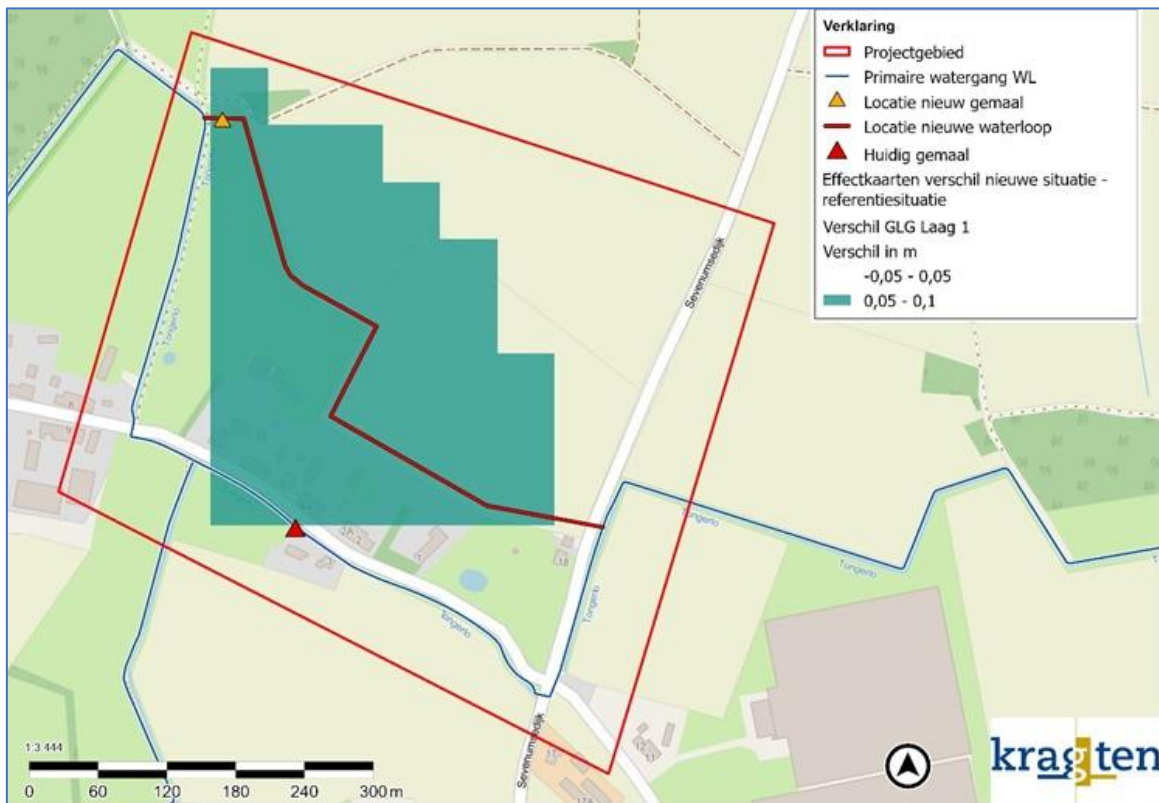 Verklaring
Projectgebied
Primaire watergang WL
Locatie nieuw gemaal
Locatie nieuwe waterloop
Huidig gemaal
Effectkaarten verschil nieuwe situatie -
referentiesituatie
Verschil GLG Laag 1
Verschil in m
-0,05 - 0,05
0,05 - 0,1
Sevenumsedijk
Tongerlo
Tongerlo
Tongerlo
Tongerlo
Sevenumsedijk
18
1:3 444
0 60 120 180 240 300 m
kragten